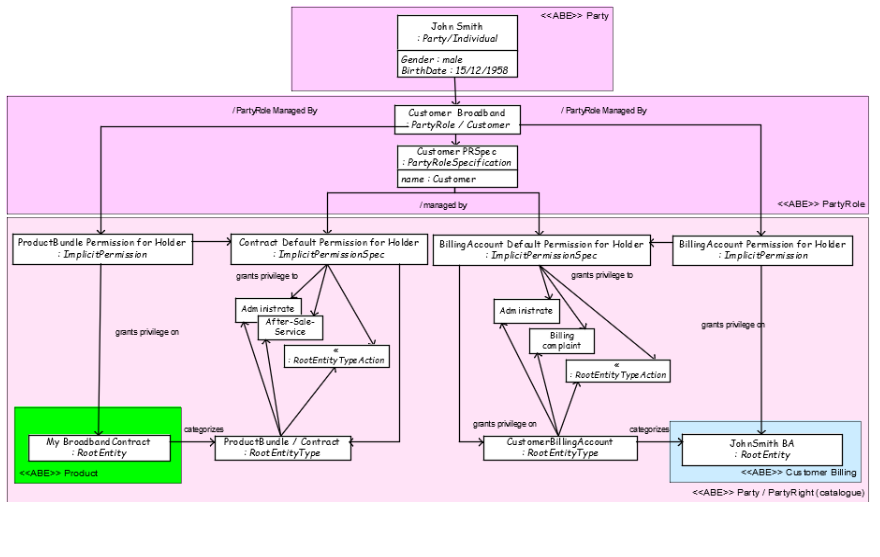 <<ABE>> Party
John Smith
: Party/Individual
Gender : male
BirthDate : 15/12/1958
/ PartyRole Managed By
/ PartyRole Managed By
Customer Broadband
: PartyRole / Customer
Customer PRSpec
: PartyRoleSpecification
name : Customer
<<ABE>> PartyRole
/ managed by
ProductBundle Permission for Holder
: ImplicitPermission
Contract Default Permission for Holder
: ImplicitPermissionSpec
BillingAccount Default Permission for Holder
: ImplicitPermissionSpec
BillingAccount Permission for Holder
: ImplicitPermission
grants privilege to
grants privilege to
Administrate
After-Sale-
Service
Administrate
Billing
complaint
grants privilege on
grants privilege on
«
: RootEntityTypeAction
«
: RootEntityTypeAction
grants privilege on
categorizes
categorizes
My BroadbandContract
: RootEntity
ProductBundle / Contract
: RootEntityType
CustomerBillingAccount
: RootEntityType
JohnSmith BA
: RootEntity
<<ABE>> Product
<<ABE>> Customer Billing
<<ABE>> Party / PartyRight (catalogue)